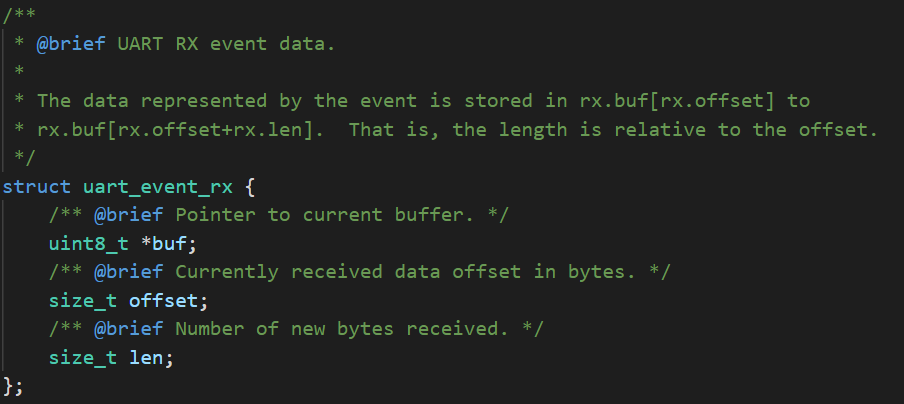 /**
 * @brief UART RX event data.
 *
 * The data represented by the event is stored in rx.buf[rx.offset] to
 * rx.buf[rx.offset+rx.len].  That is, the length is relative to the offset.
 */
struct uart_event_rx {
    /** @brief Pointer to current buffer. */
    uint8_t *buf;
    /** @brief Currently received data offset in bytes. */
    size_t offset;
    /** @brief Number of new bytes received. */
    size_t len;
};